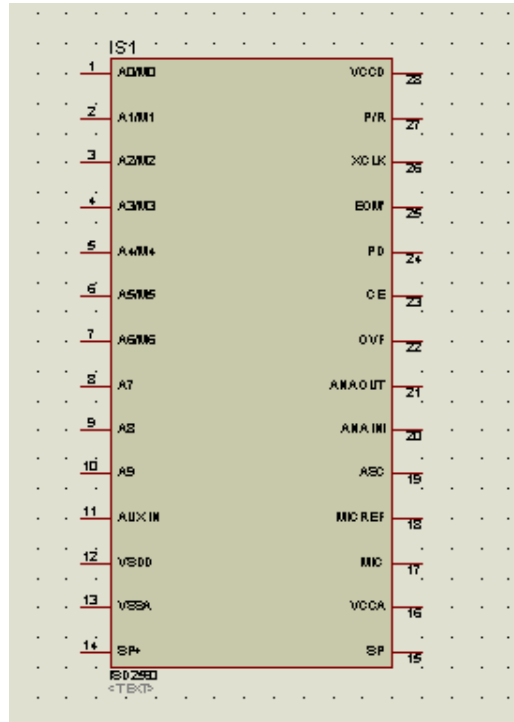 IS1
1 A0/M0 VCCD 28
2 A1/M1 P/R 27
3 A2/M2 XCLK 26
4 A3/M3 EOM 25
5 A4/M4 PD 24
6 A5/M5 CE 23
7 A6/M6 OVF 22
8 A7 ANA OUT 21
9 A8 ANA IN 20
10 A9 AGC 19
11 AUX IN MIC REF 18
12 VSDD MIC 17
13 VSSA VCCA 16
14 SP+ SP 15
ISD2560
<TEXT>